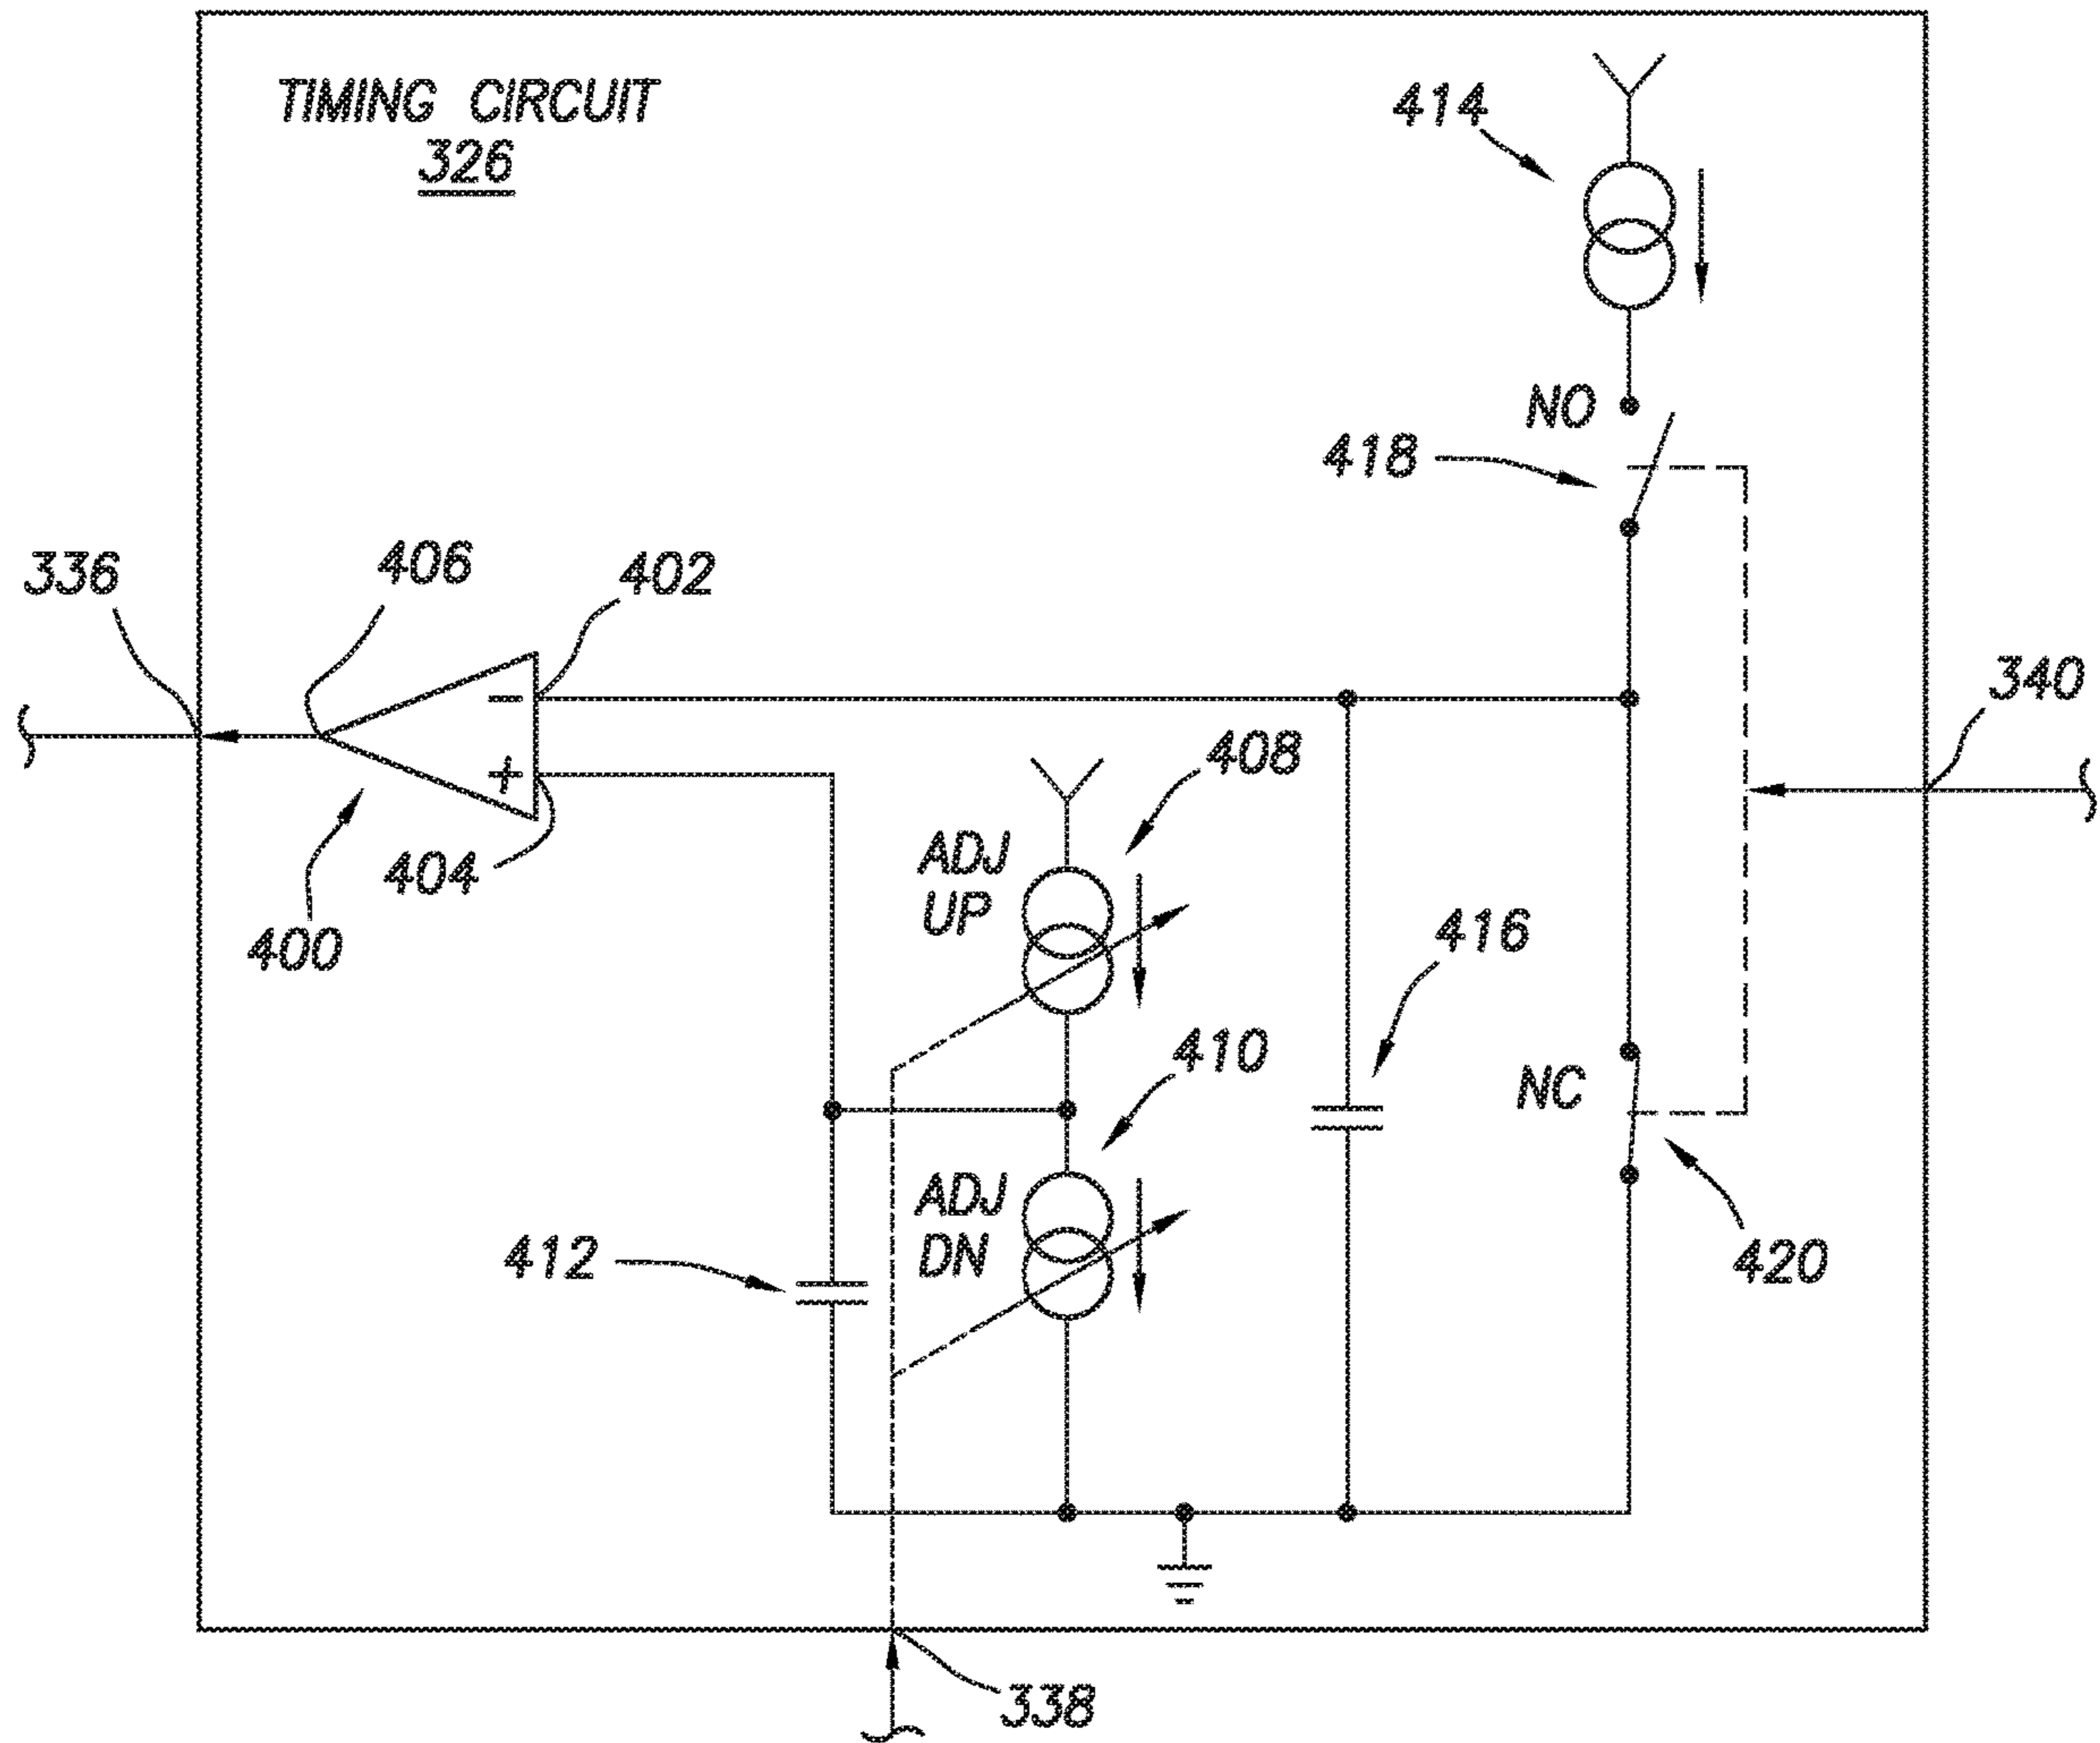 TIMING CIRCUIT
326
414
NO
418
336
406
402
340
408
ADJ
UP
404
400
416
410
NC
ADJ
DN
412
420
338
−
+